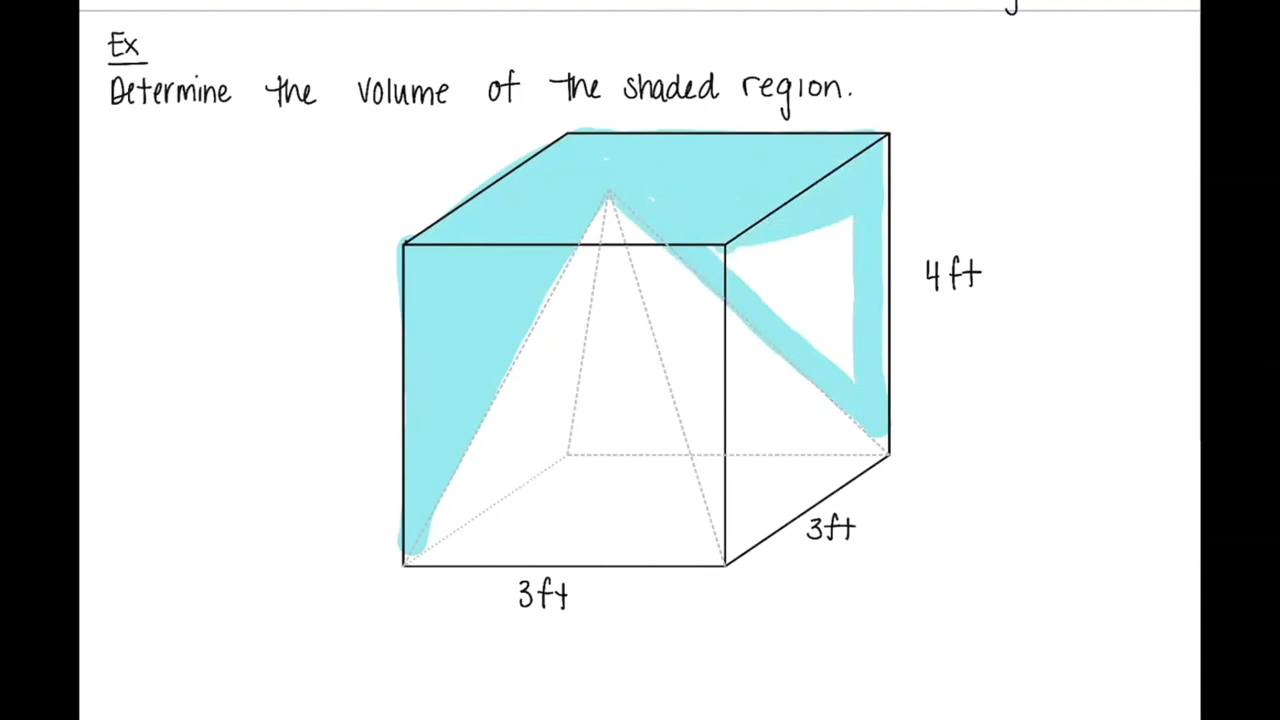 Ex
Determine the volume of the shaded region.
4ft
3ft
3ft